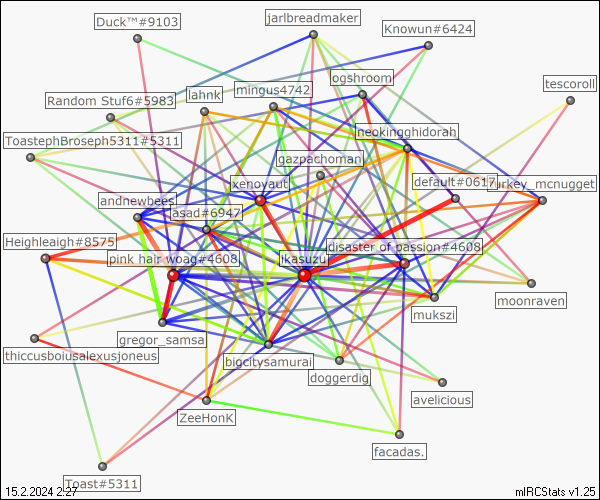 jarlbreadmaker
Duck™#9103
Knowun#6424
ogshroom
tescoroll
mingus4742
lahnk
Random Stuf6#5983
neokingghidorah
ToastephBroseph5311#5311
gazpachoman
xenoyaut
default#0617
turkey_mcnugget
andnewbees
asad#6947
Heighleaigh#8575
disaster of passion#4608
pink hair woag#4608
ikasuzu
moonraven
mukszi
gregor_samsa
thiccusboiusalexusjoneus
bigcitysamurai
doggerdig
avelicious
ZeeHonK
facadas.
Toast#5311
15.2.2024 2:27
mIRCStats v1.25